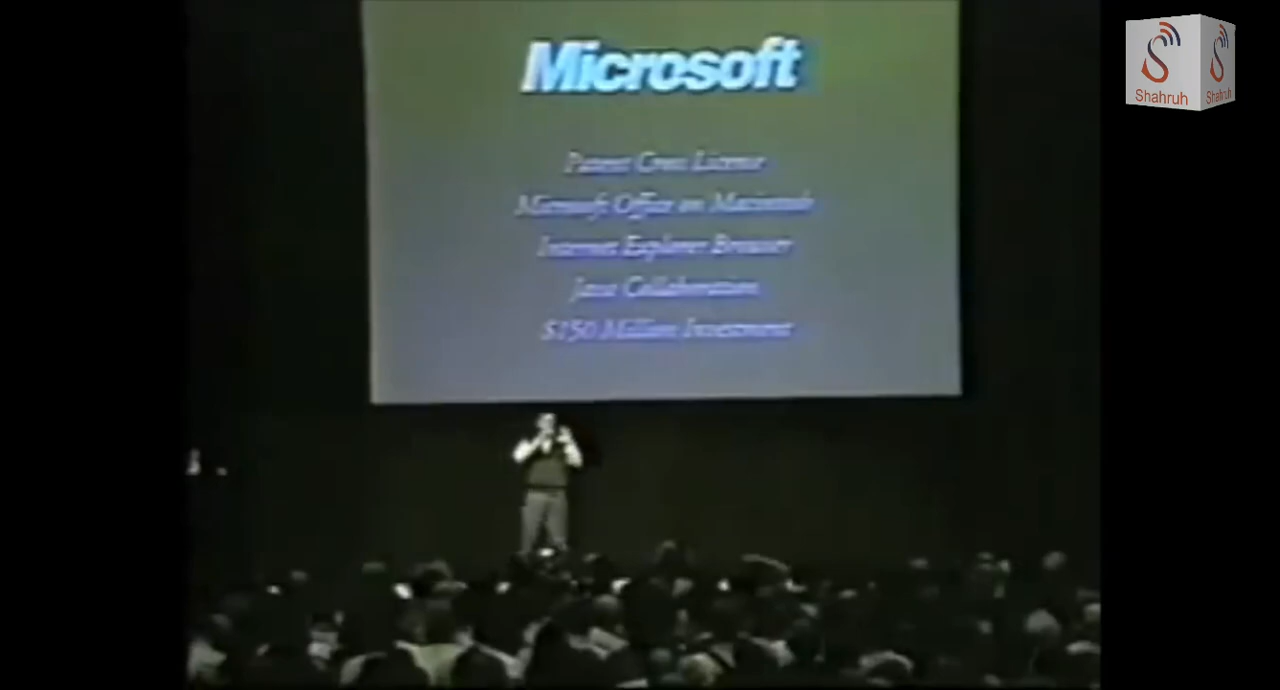 Microsoft
Patent Cross License
Microsoft Office on Macintosh
Internet Explorer Browser
Java Collaboration
$150 Million Investment
Shahruh
Shahruh